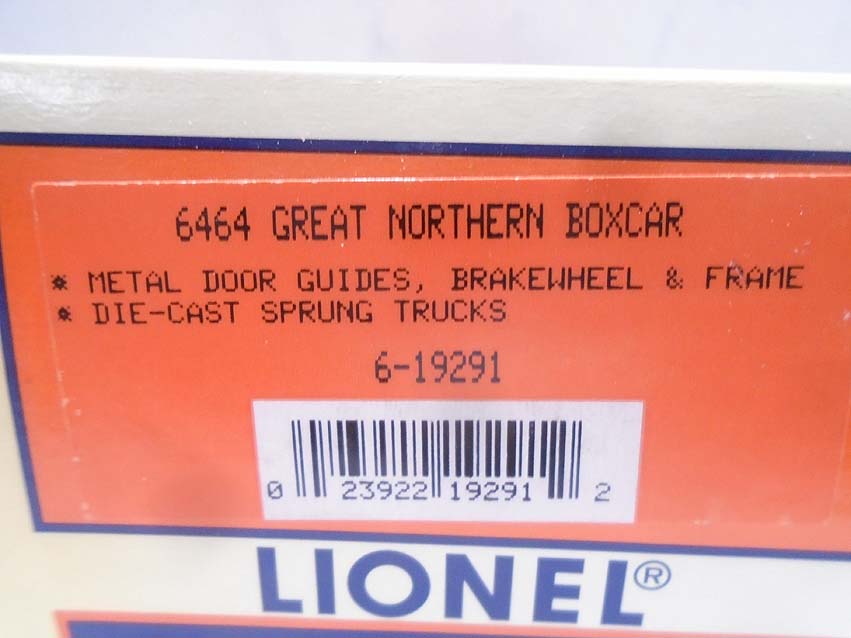 6464 GREAT NORTHERN BOXCAR
* METAL DOOR GUIDES, BRAKEWHEEL & FRAME
* DIE-CAST SPRUNG TRUCKS
6-19291
0 23922 19291 2
LIONEL®